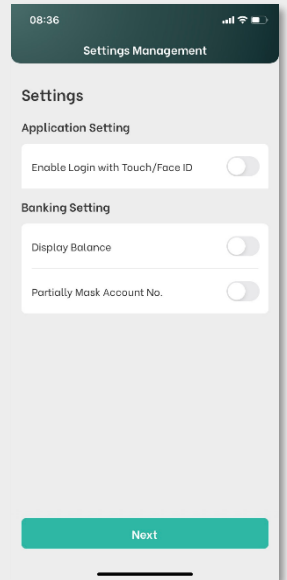 08:36
Settings Management
Settings
Application Setting
Enable Login with Touch/Face ID
Banking Setting
Display Balance
Partially Mask Account No.
Next